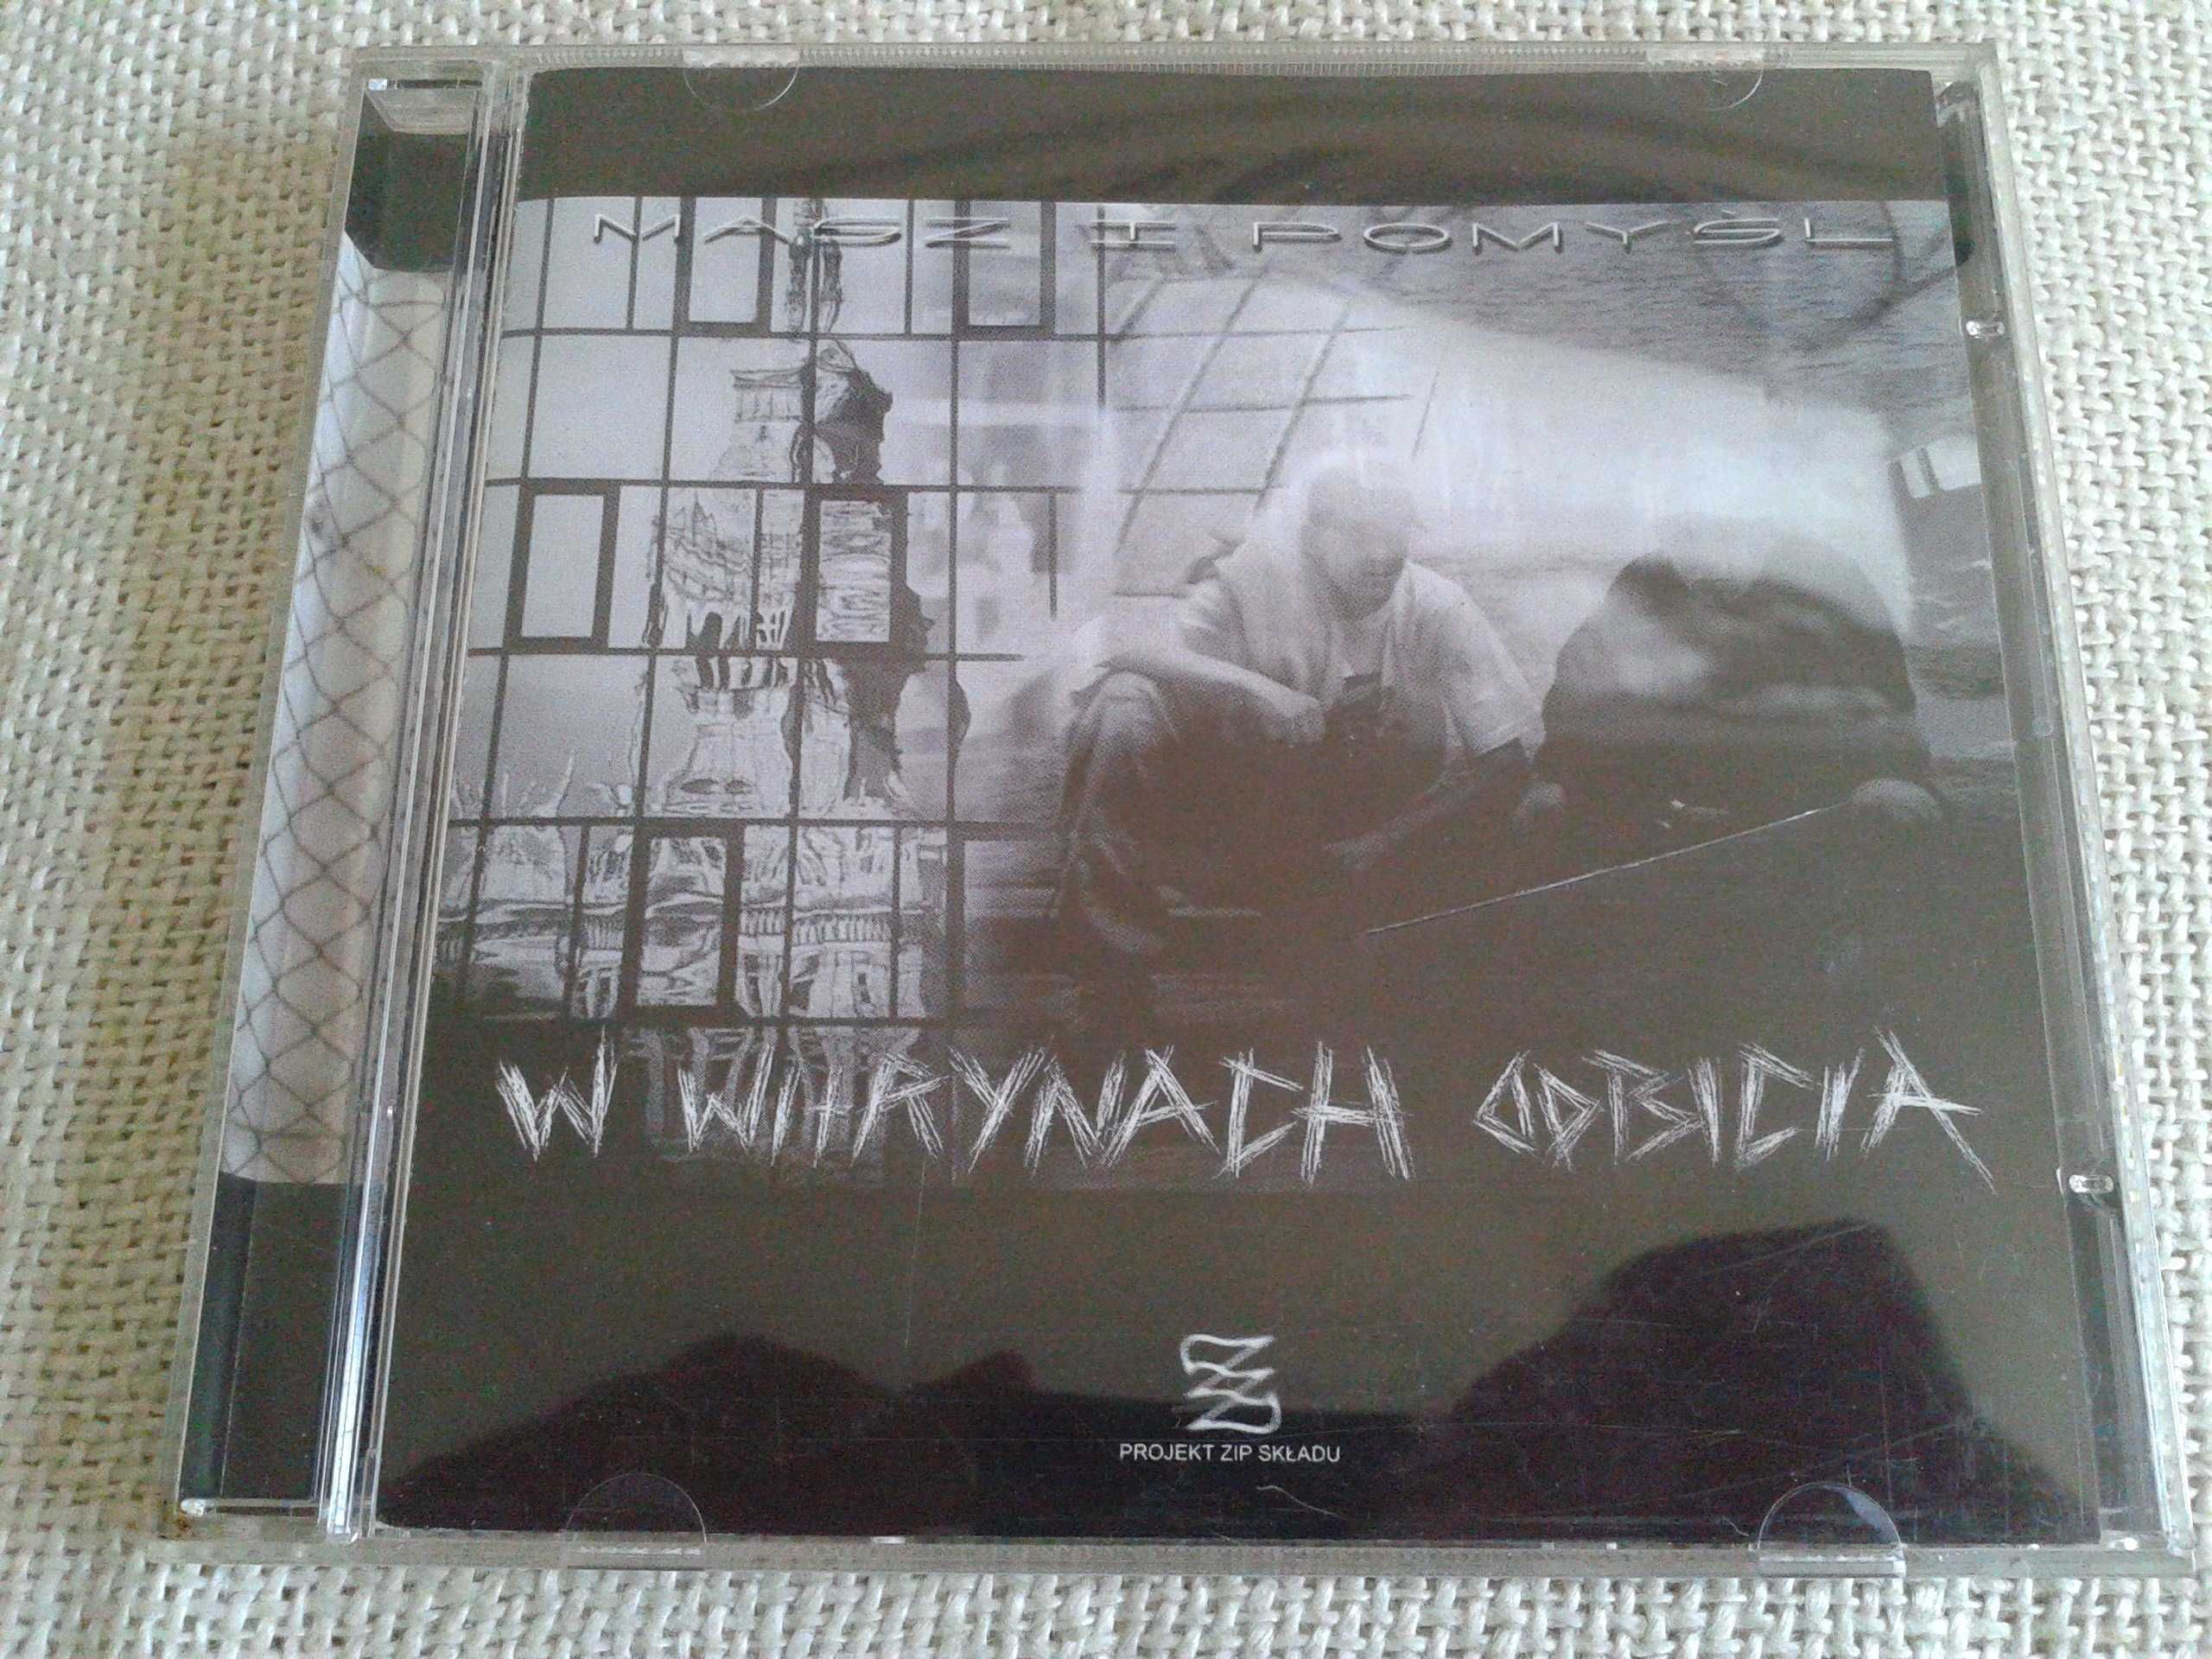 MASZ I POMYŚL
W WITRYNACH ODBICIA
PROJEKT ZIP SKŁADU